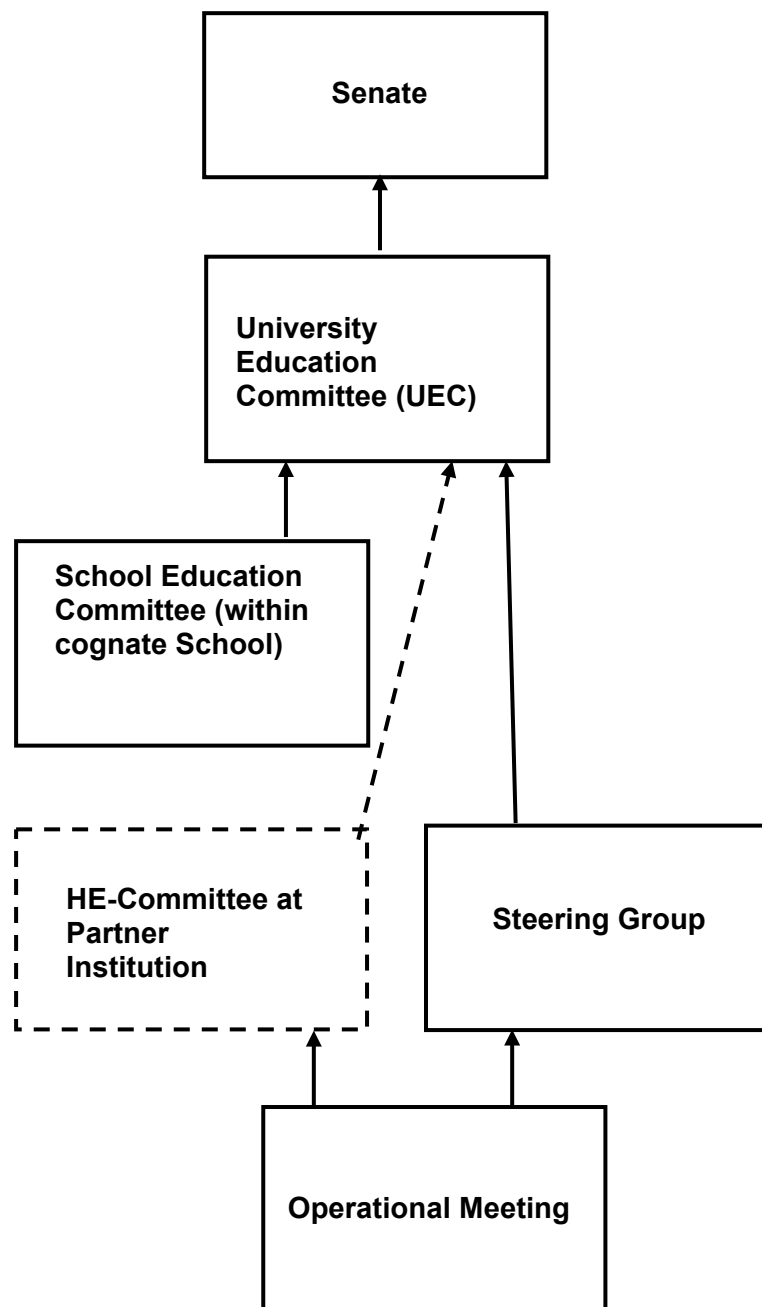 Senate
University
Education
Committee (UEC)
School Education
Committee (within
cognate School)
HE-Committee at
Partner
Institution
Steering Group
Operational Meeting